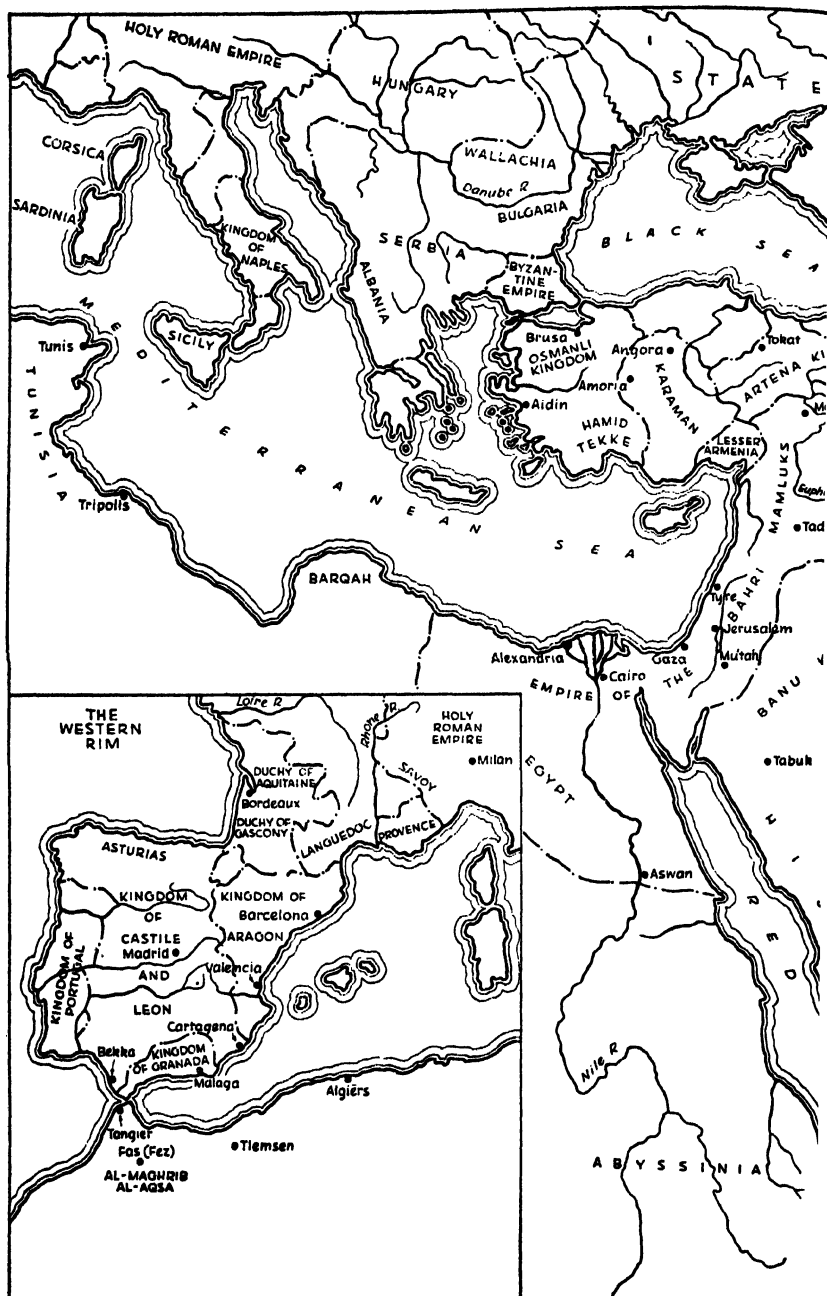 HOLY ROMAN EMPIRE
I
STATE
HUNGARY
CORSICA
WALLACHIA
Danube R
SARDINIA
BULGARIA
KINGDOM
OF
NAPLES
SERBIA
BLACK SEA
ALBANIA
BYZAN-
TINE
EMPIRE
MEDITERRANEAN SEA
SICILY
Tunis
TUNISIA
Brusa
OSMANLI
KINGDOM
Angora
Tokat
Amoria
KARAMAN
ARTENA
Aidin
HAMID
TEKKE
LESSER
ARMENIA
MAMLUKS
Tripolis
BARQAH
BAHRI
Tyre
Jerusalem
Alexandria
Gaza
Mutah
Cairo
EMPIRE OF THE
BANU
EGYPT
Tabuk
Aswan
RED
Nile R
ABYSSINIA
THE
WESTERN
RIM
Loire R
Rhone R
HOLY
ROMAN
EMPIRE
Milan
DUCHY OF
AQUITAINE
Bordeaux
SAVOY
DUCHY OF
GASCONY
LANGUEDOC
PROVENCE
ASTURIAS
KINGDOM
OF
CASTILE
AND
LEON
KINGDOM OF
ARAGON
Barcelona
Madrid
KINGDOM OF
PORTUGAL
Valencia
Cartagena
Bekka
KINGDOM
OF GRANADA
Malaga
Algiers
Tangier
Fas (Fez)
Tlemsen
AL-MAGHRIB
AL-AQSA